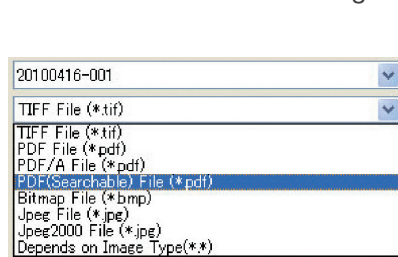 20100416-001
TIFF File (*.tif)
TIFF File (*.tif)
PDF File (*.pdf)
PDF/A File (*.pdf)
PDF(Searchable) File (*.pdf)
Bitmap File (*.bmp)
Jpeg File (*.jpg)
Jpeg2000 File (*.jpg)
Depends on Image Type(*.*)